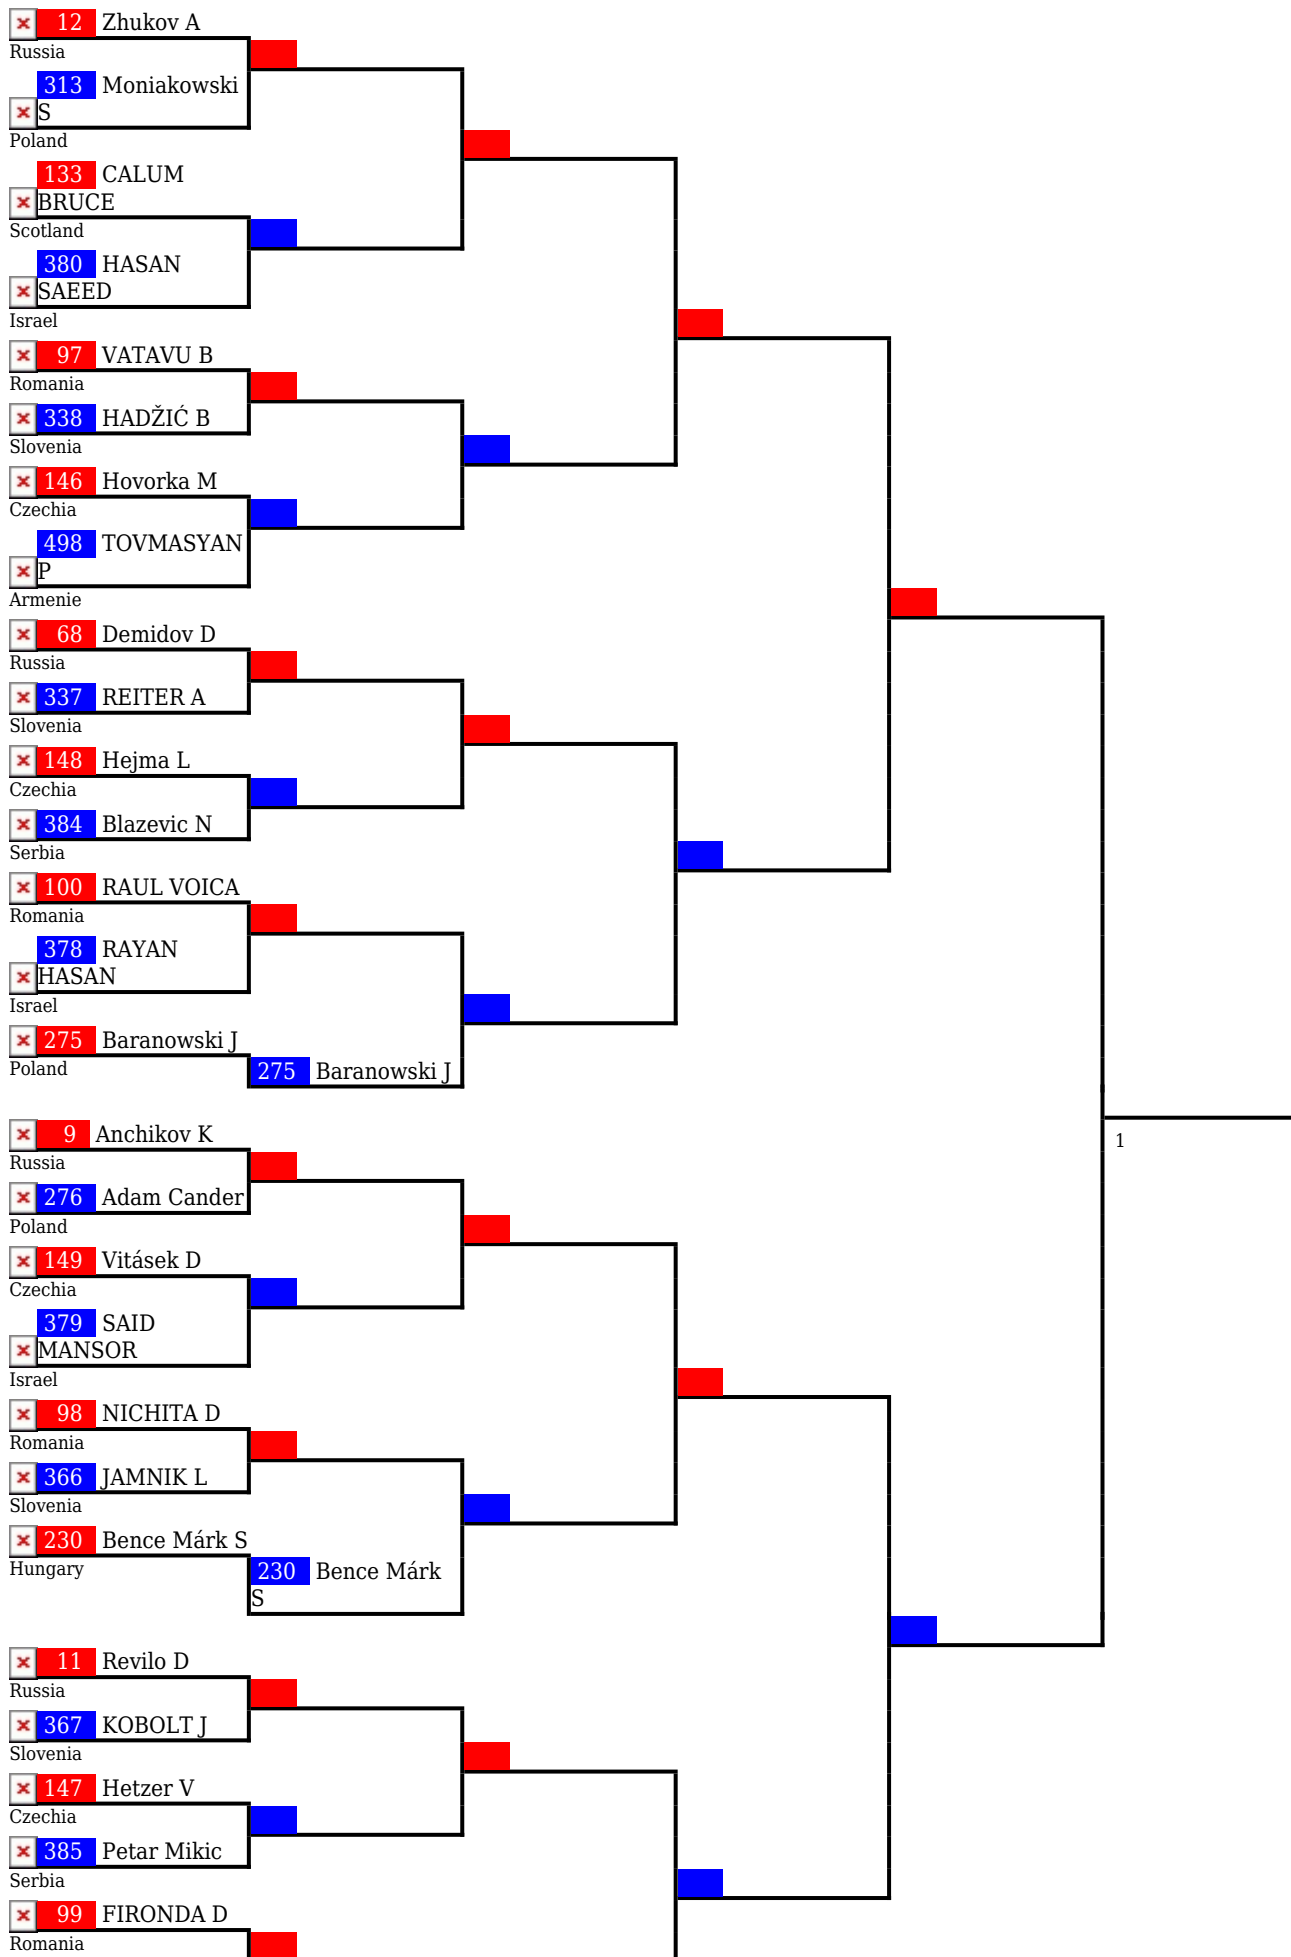 12 Zhukov A
Russia
313 Moniakowski
S
Poland
133 CALUM
BRUCE
Scotland
380 HASAN
SAEED
Israel
97 VATAVU B
Romania
338 HADŽIĆ B
Slovenia
146 Hovorka M
Czechia
498 TOVMASYAN
P
Armenie
68 Demidov D
Russia
337 REITER A
Slovenia
148 Hejma L
Czechia
384 Blazevic N
Serbia
100 RAUL VOICA
Romania
378 RAYAN
HASAN
Israel
275 Baranowski J
Poland
275 Baranowski J
9 Anchikov K
Russia
1
276 Adam Cander
Poland
149 Vitásek D
Czechia
379 SAID
MANSOR
Israel
98 NICHITA D
Romania
366 JAMNIK L
Slovenia
230 Bence Márk S
Hungary
230 Bence Márk
S
11 Revilo D
Russia
367 KOBOLT J
Slovenia
147 Hetzer V
Czechia
385 Petar Mikic
Serbia
99 FIRONDA D
Romania